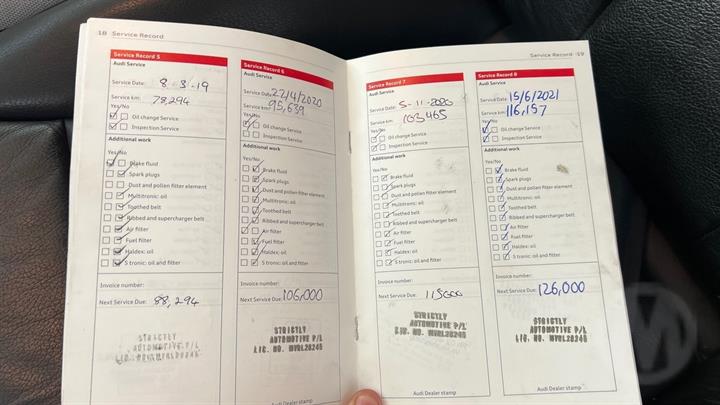 18 Service Record
Service Record 5
Audi Service
Service Date: 8-3-19
Service km: 78,294
Yes/No
Oil change Service
Inspection Service
Additional work
Yes/No
Brake fluid
Spark plugs
Dust and pollen filter element
Multitronic: oil
Toothed belt
Ribbed and supercharger belt
Air filter
Fuel filter
Haldex: oil
S tronic: oil and filter
Invoice number:
Next Service Due: 88,294
STRICTLY
AUTOMOTIVE P/L
Service Record 6
Audi Service
Service Date: 22/4/2020
Service km: 95,639
Yes/No
Oil change Service
Inspection Service
Additional work
Yes/No
Brake fluid
Spark plugs
Dust and pollen filter element
Multitronic: oil
Toothed belt
Ribbed and supercharger belt
Air filter
Fuel filter
Haldex: oil
S tronic: oil and filter
Invoice number:
Next Service Due: 106,000
STRICTLY
AUTOMOTIVE P/L
LIC. NO. MVRL28246
Service Record 19
Service Record 7
Audi Service
Service Date: 5-11-2020
Service km: 103465
Yes/No
Oil change Service
Inspection Service
Additional work
Yes/No
Brake fluid
Spark plugs
Dust and pollen filter element
Multitronic: oil
Toothed belt
Ribbed and supercharger belt
Air filter
Fuel filter
Haldex: oil
S tronic: oil and filter
Invoice number:
Next Service Due:
STRICTLY
AUTOMOTIVE P/L
LIC. NO. MVRL28246
Audi Dealer stamp
Service Record 8
Audi Service
Service Date: 15/6/2021
Service km: 116,157
Yes/No
Oil change Service
Inspection Service
Additional work
Yes/No
Brake fluid
Spark plugs
Dust and pollen filter element
Multitronic: oil
Toothed belt
Ribbed and supercharger belt
Air filter
Fuel filter
Haldex: oil
S tronic: oil and filter
Invoice number:
Next Service Due: 126,000
STRICTLY
AUTOMOTIVE P/L
LIC. NO. MVRL28246
Audi Dealer stamp